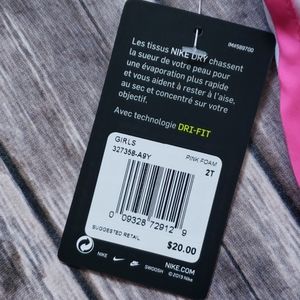 Les tissus NIKE DRY chassent
la sueur de votre peau pour
une évaporation plus rapide
et vous aident à rester à l'aise,
au sec et concentré sur votre
objectif.
Avec technologie DRI-FIT
GIRLS
327358-A9Y
PINK FOAM
2T
0 09328 72912 9
SUGGESTED RETAIL
$20.00
NIKE
SWOOSH
NIKE.COM
© 2019 Nike